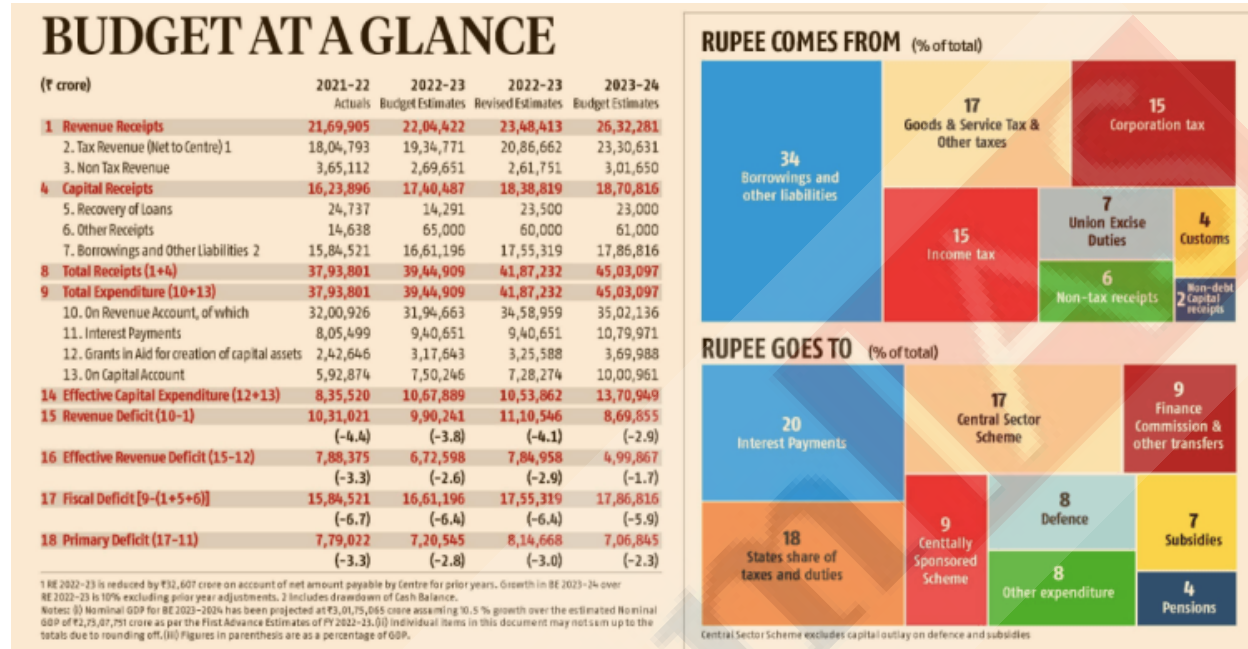 BUDGET AT A GLANCE
(₹ crore) 2021-22 2022-23 2022-23 2023-24
Actuals Budget Estimates Revised Estimates Budget Estimates
1 Revenue Receipts 21,69,905 22,04,422 23,48,413 26,32,281
2. Tax Revenue (Net to Centre) 1 18,04,793 19,34,771 20,86,662 23,30,631
3. Non Tax Revenue 3,65,112 2,69,651 2,61,751 3,01,650
4 Capital Receipts 16,23,896 17,40,487 18,38,819 18,70,816
5. Recovery of Loans 24,737 14,291 23,500 23,000
6. Other Receipts 14,638 65,000 60,000 61,000
7. Borrowings and Other Liabilities 2 15,84,521 16,61,196 17,55,319 17,86,816
8 Total Receipts (1+4) 37,93,801 39,44,909 41,87,232 45,03,097
9 Total Expenditure (10+13) 37,93,801 39,44,909 41,87,232 45,03,097
10. On Revenue Account, of which 32,00,926 31,94,663 34,58,959 35,02,136
11. Interest Payments 8,05,499 9,40,651 9,40,651 10,79,971
12. Grants in Aid for creation of capital assets 2,42,646 3,17,643 3,25,588 3,69,988
13. On Capital Account 5,92,874 7,50,246 7,28,274 10,00,961
14 Effective Capital Expenditure (12+13) 8,35,520 10,67,889 10,53,862 13,70,949
15 Revenue Deficit (10-1) 10,31,021 9,90,241 11,10,546 8,69,855
(-4.4) (-3.8) (-4.1) (-2.9)
16 Effective Revenue Deficit (15-12) 7,88,375 6,72,598 7,84,958 4,99,867
(-3.3) (-2.6) (-2.9) (-1.7)
17 Fiscal Deficit [9-(1+5+6)] 15,84,521 16,61,196 17,55,319 17,86,816
(-6.7) (-6.4) (-6.4) (-5.9)
18 Primary Deficit (17-11) 7,79,022 7,20,545 8,14,668 7,06,845
(-3.3) (-2.8) (-3.0) (-2.3)
1 RE 2022-23 is reduced by ₹32,607 crore on account of net amount payable by Centre for prior years. Growth in BE 2023-24 over
RE 2022-23 is 10% excluding prior year adjustments. 2 Includes drawdown of Cash Balance.
Notes: (i) Nominal GDP for BE 2023-2024 has been projected at ₹3,01,75,065 crore assuming 10.5 % growth over the estimated Nominal
GDP of ₹2,73,07,751 crore as per the First Advance Estimates of FY 2022-23.(ii) Individual items in this document may not sum up to the
totals due to rounding off.(iii) Figures in parenthesis are as a percentage of GDP.
RUPEE COMES FROM (% of total)
34
Borrowings and
other liabilities
17
Goods & Service Tax &
Other taxes
15
Corporation tax
15
Income tax
7
Union Excise
Duties
4
Customs
6
Non-tax receipts
2 Non-debt
Capital
receipts
RUPEE GOES TO (% of total)
20
Interest Payments
17
Central Sector
Scheme
9
Finance
Commission &
other transfers
18
States share of
taxes and duties
9
Centtally
Sponsored
Scheme
8
Defence
7
Subsidies
8
Other expenditure
4
Pensions
Central Sector Scheme excludes capital outlay on defence and subsidies